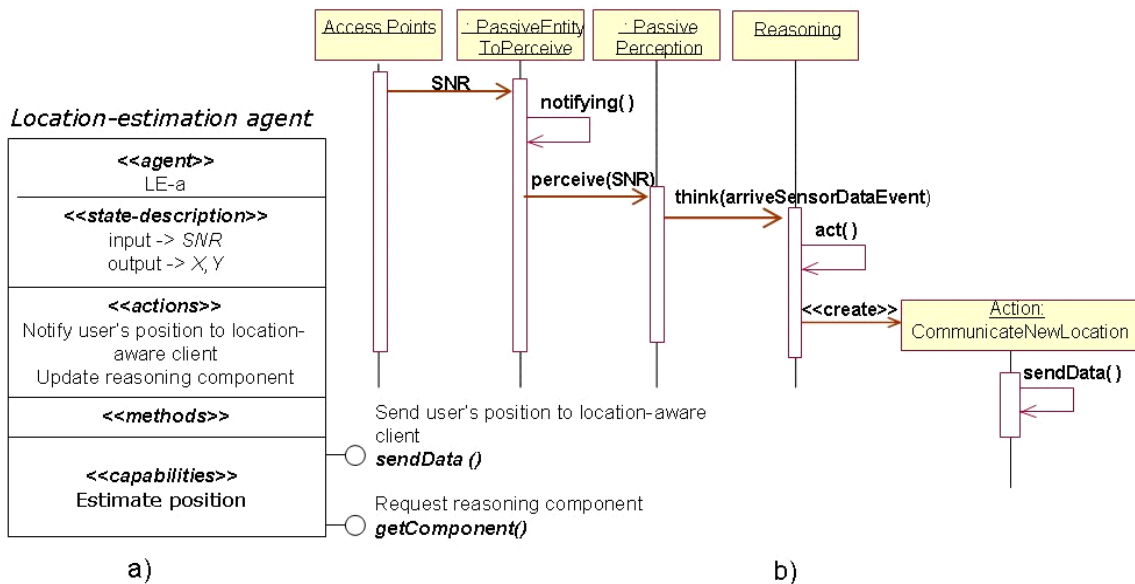 Location-estimation agent
<<agent>>
LE-a
<<state-description>>
input -> SNR
output -> X,Y
<<actions>>
Notify user's position to location-
aware client
Update reasoning component
<<methods>>
<<capabilities>>
Estimate position
Send user's position to location-aware
client
sendData ()
Request reasoning component
getComponent()
a)
Access Points
: PassiveEntity
ToPerceive
: Passive
Perception
Reasoning
SNR
notifying()
perceive(SNR)
think(arriveSensorDataEvent)
act()
<<create>>
Action:
CommunicateNewLocation
sendData()
b)